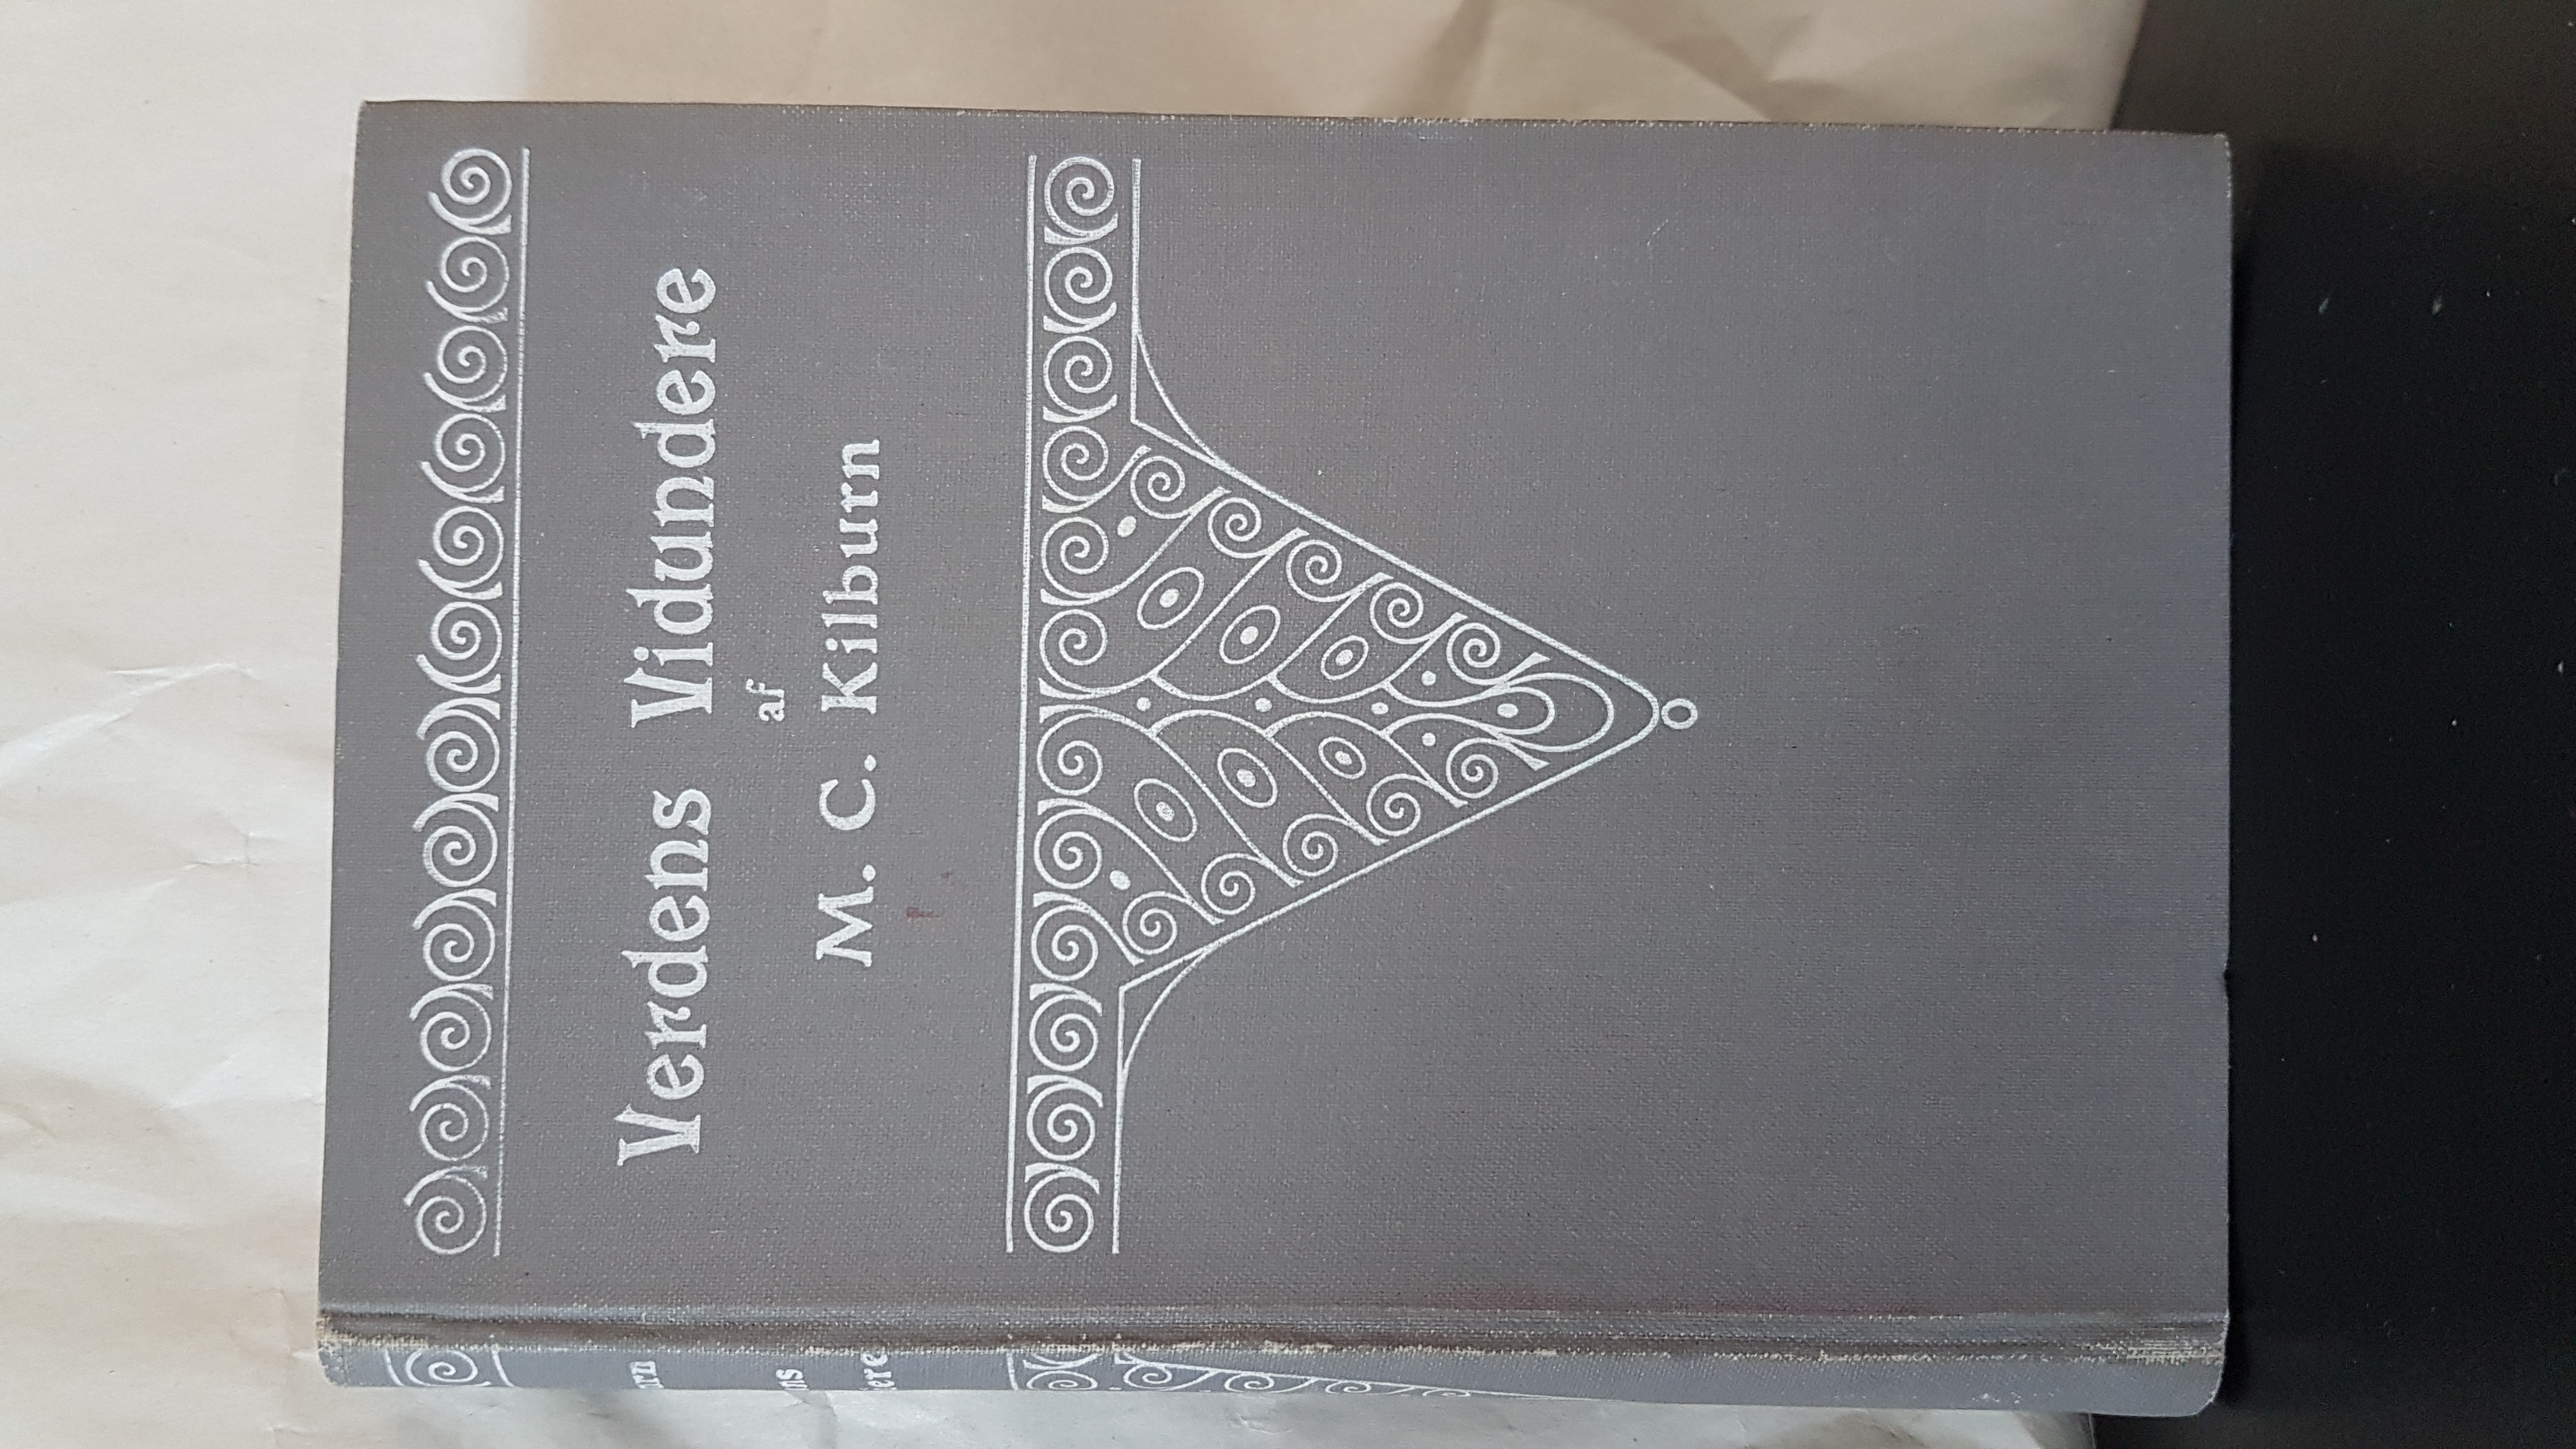 Verdens Vidundere
af
M. C. Kilburn